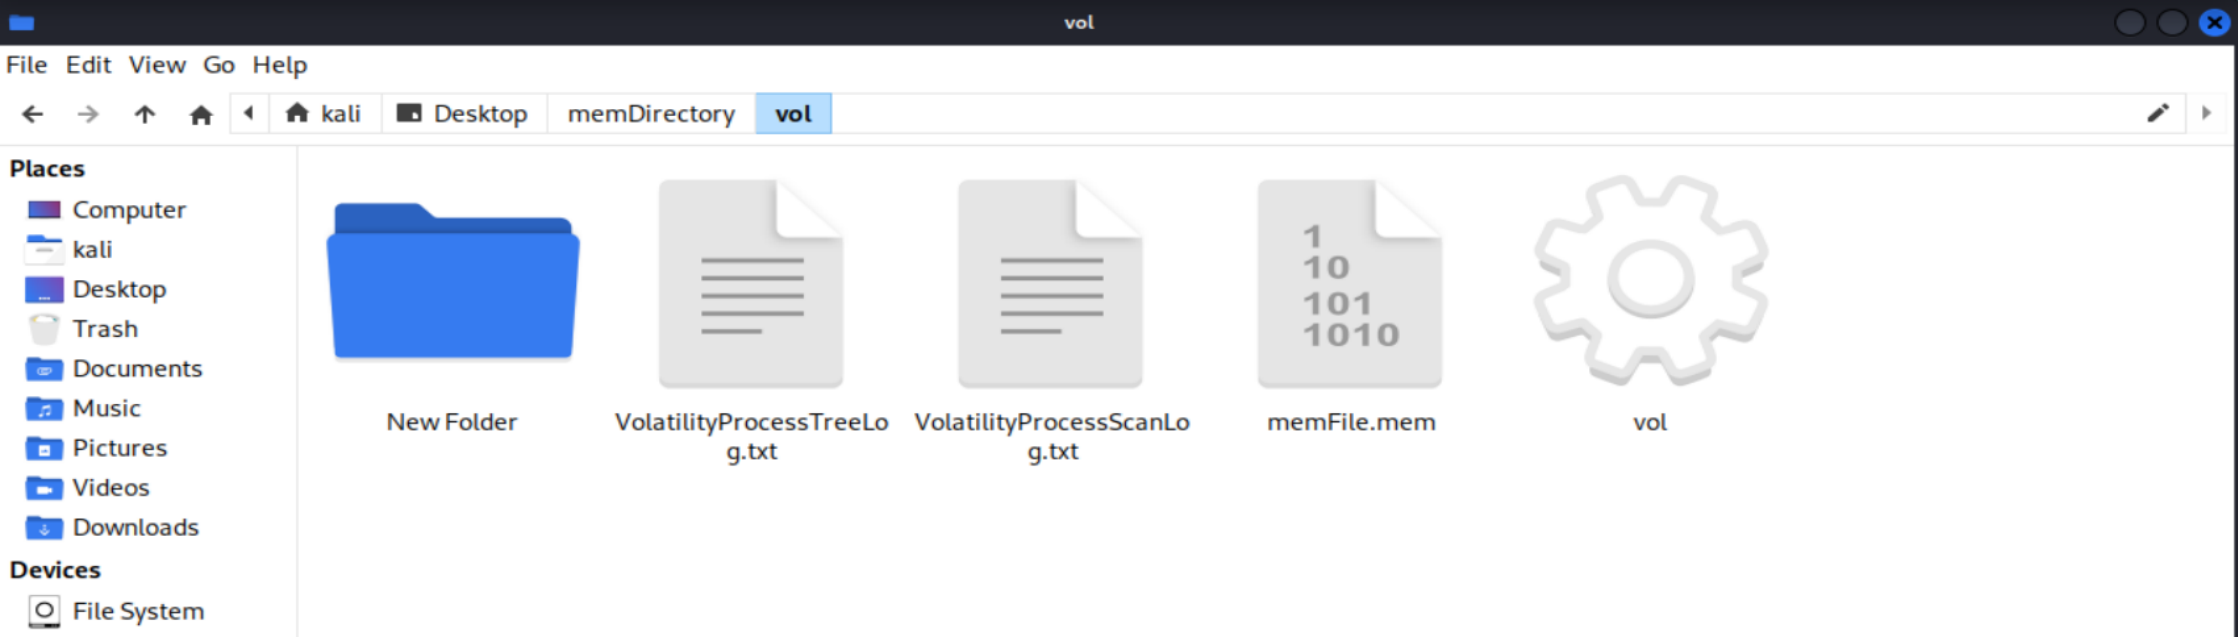 vol
File Edit View Go Help
kali Desktop memDirectory vol
Places
Computer
kali
Desktop
Trash
Documents
Music
Pictures
Videos
Downloads
Devices
File System
1
10
101
1010
New Folder
VolatilityProcessTreeLo
g.txt
VolatilityProcessScanLo
g.txt
memFile.mem
vol